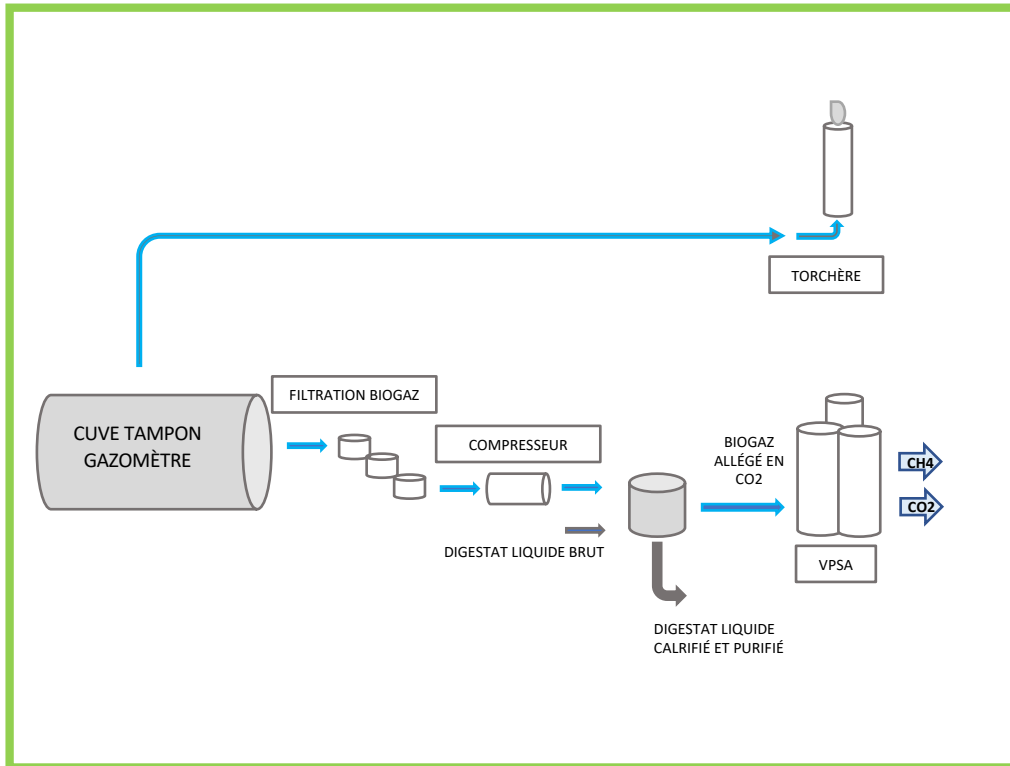 TORCHÈRE
FILTRATION BIOGAZ
CUVE TAMPON
GAZOMÈTRE
COMPRESSEUR
BIOGAZ
ALLÉGÉ EN
CO2
CH4
CO2
DIGESTAT LIQUIDE BRUT
VPSA
DIGESTAT LIQUIDE
CALRIFIÉ ET PURIFIÉ